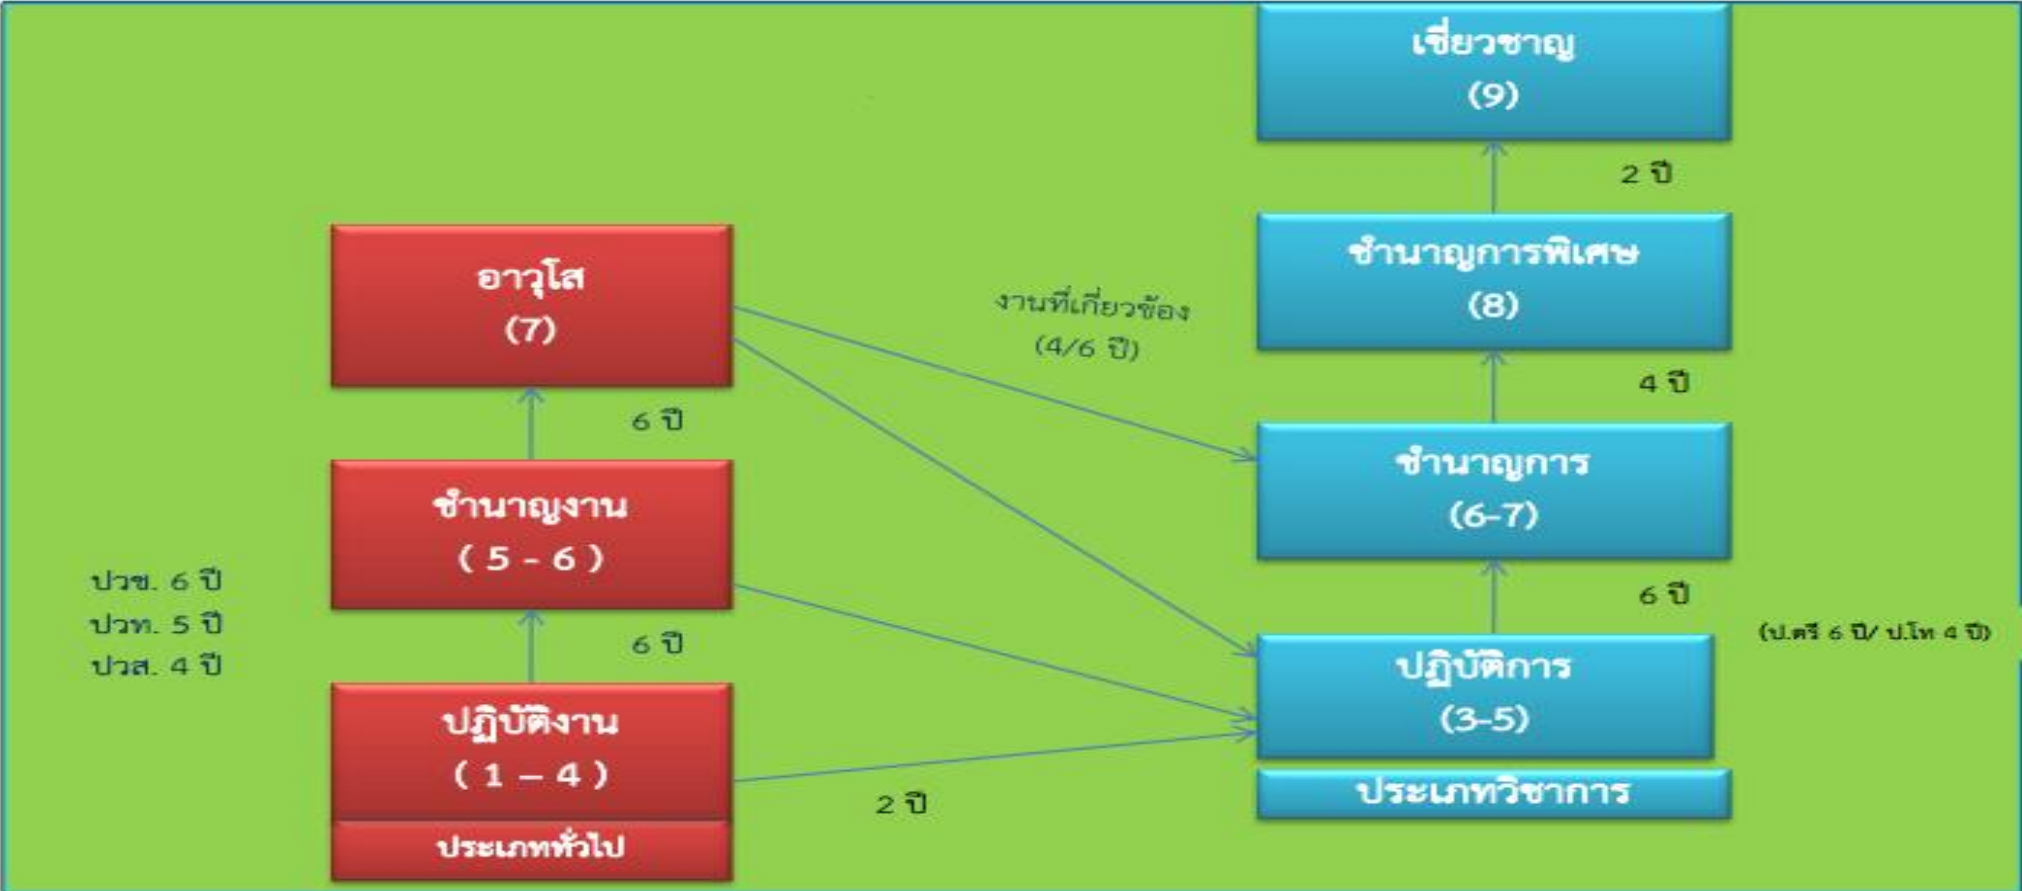 เชี่ยวชาญ
(9)
2 ปี
ชำนาญการพิเศษ
(8)
อาวุโส
(7)
งานที่เกี่ยวข้อง
(4/6 ปี)
4 ปี
6 ปี
ชำนาญการ
(6-7)
ชำนาญงาน
( 5 - 6 )
ปวช. 6 ปี
ปวท. 5 ปี
ปวส. 4 ปี
6 ปี
6 ปี
(ป.ตรี 6 ปี/ ป.โท 4 ปี)
ปฏิบัติการ
(3-5)
ปฏิบัติงาน
( 1 – 4 )
2 ปี
ประเภทวิชาการ
ประเภททั่วไป